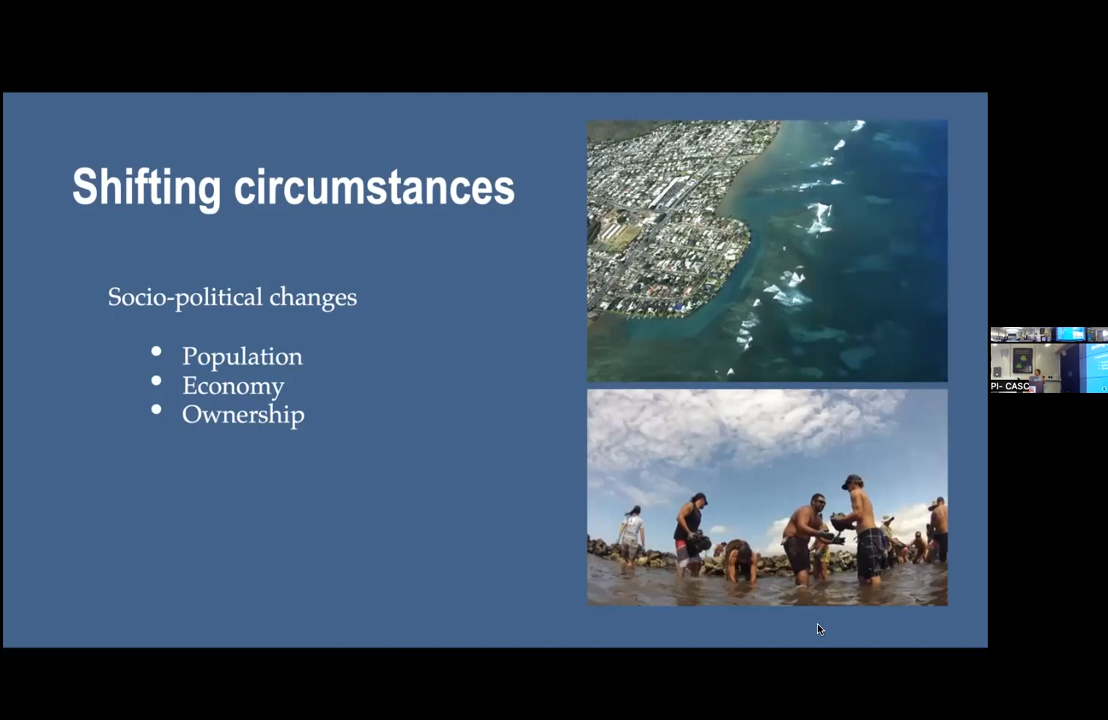 Shifting circumstances
Socio-political changes
• Population
• Economy
• Ownership
PI- CASC